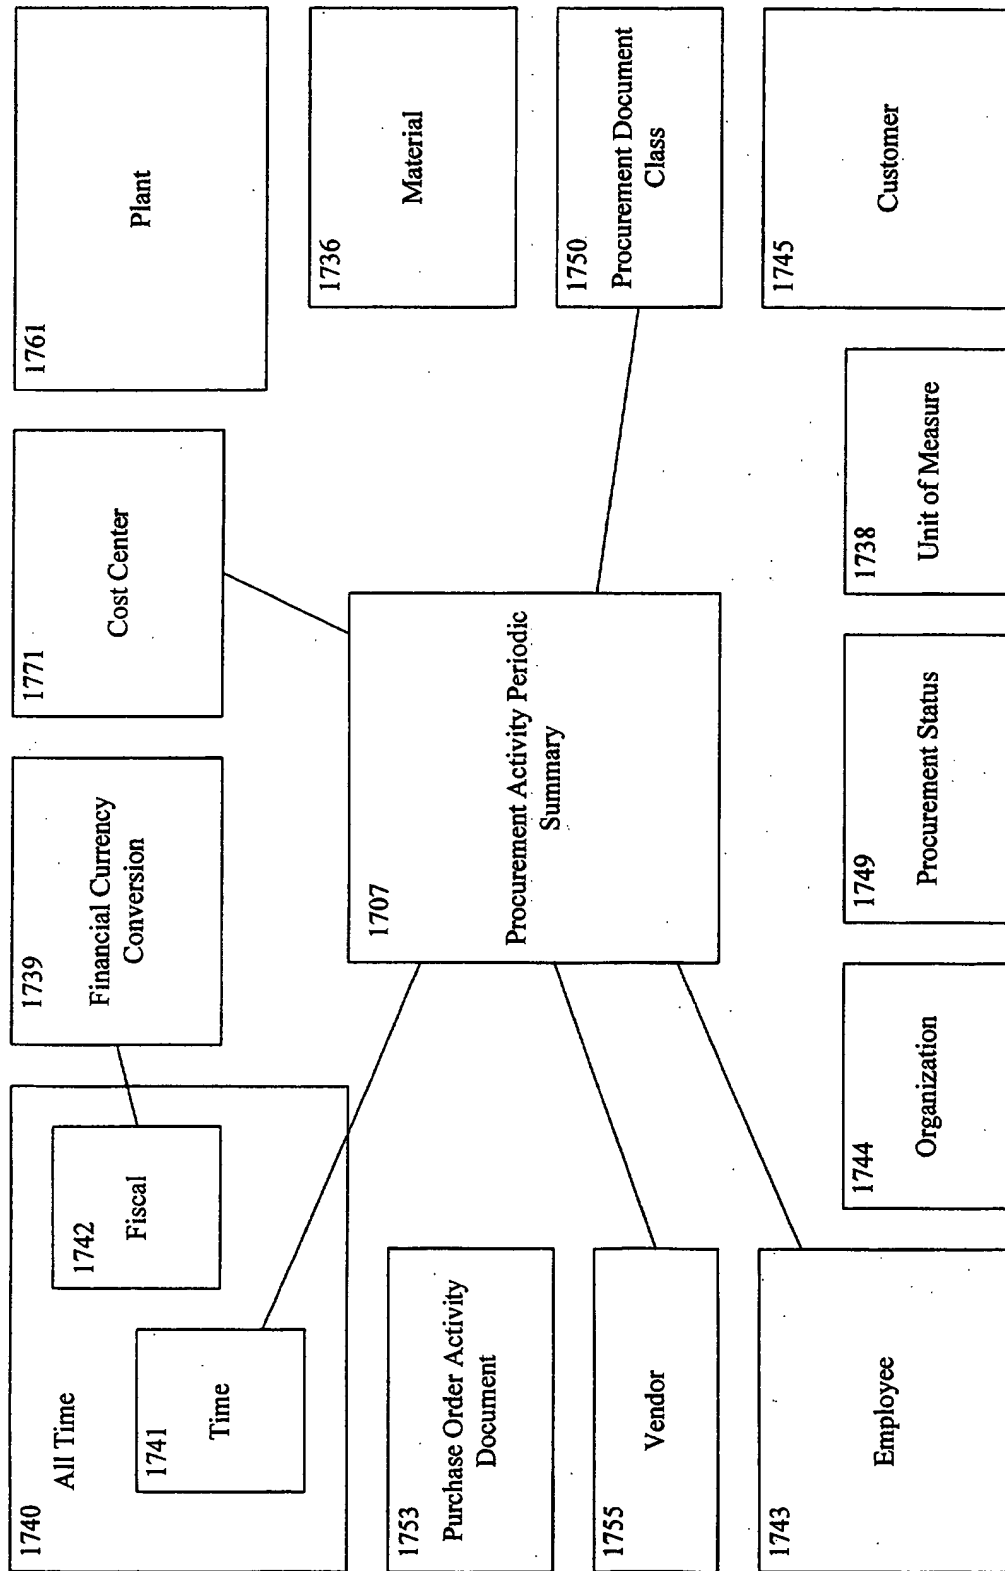 1740
All Time
1741
Time
1742
Fiscal
1739
Financial Currency
Conversion
1771
Cost Center
1761
Plant
1753
Purchase Order Activity
Document
1707
Procurement Activity Periodic
Summary
1736
Material
1755
Vendor
1750
Procurement Document
Class
1743
Employee
1744
Organization
1749
Procurement Status
1738
Unit of Measure
1745
Customer